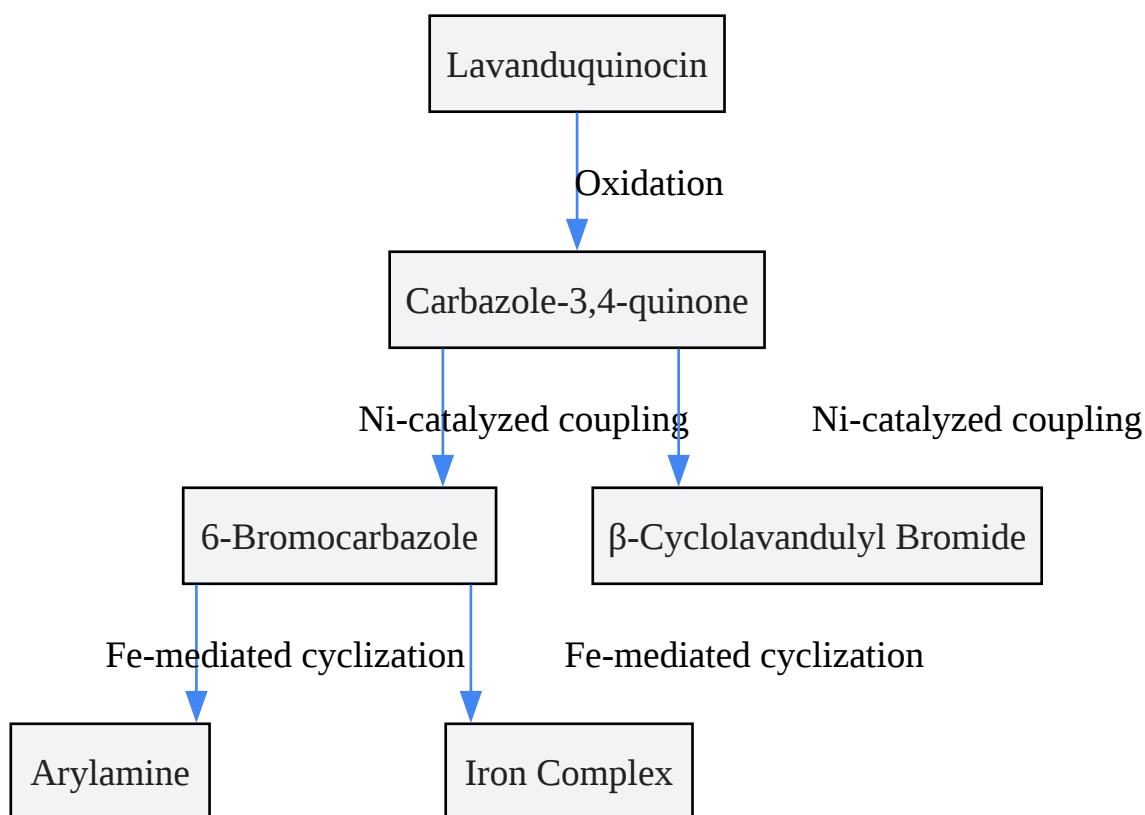 Lavanduquinocin
Oxidation
Carbazole-3,4-quinone
Ni-catalyzed coupling
Ni-catalyzed coupling
6-Bromocarbazole
β-Cyclolavandulyl Bromide
Fe-mediated cyclization
Fe-mediated cyclization
Arylamine
Iron Complex